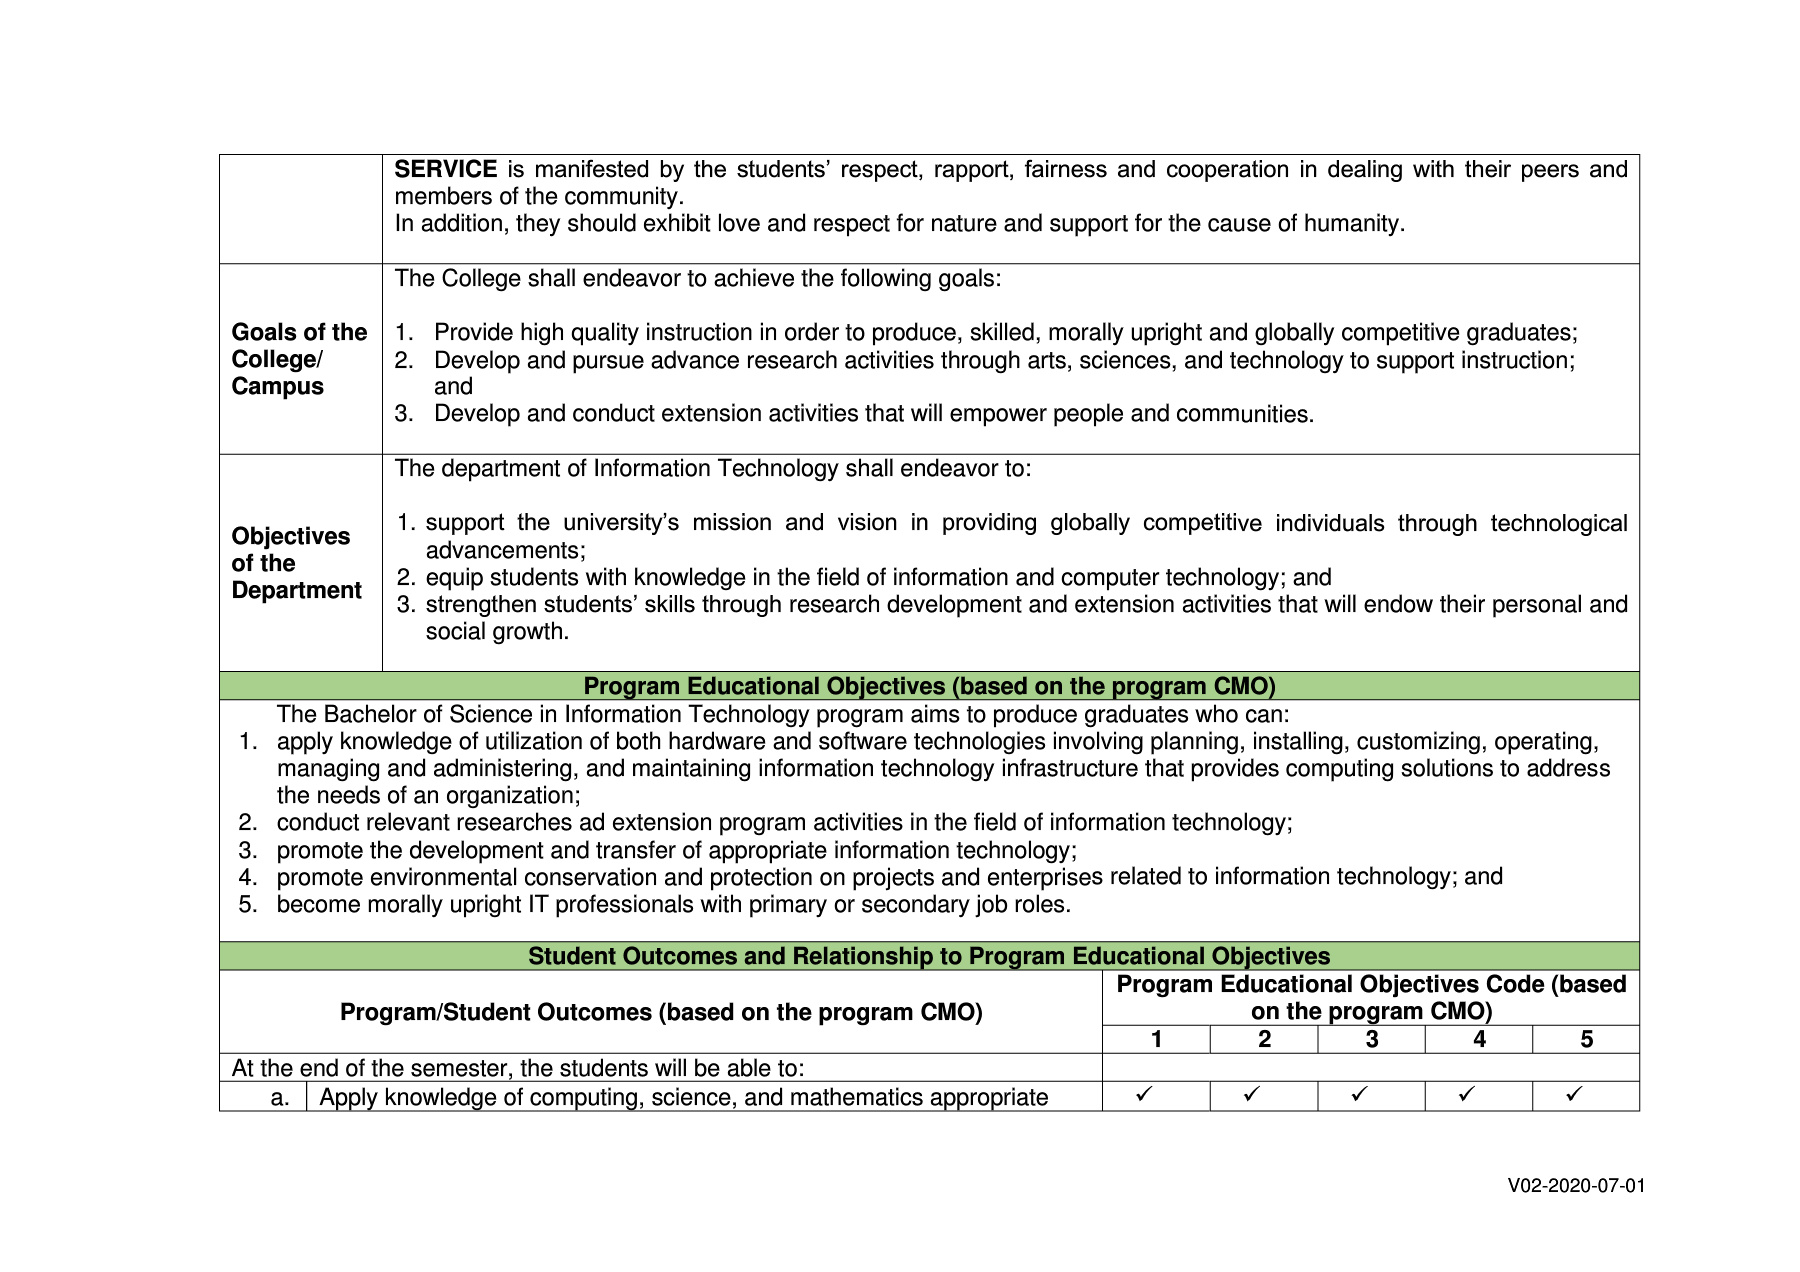 SERVICE is manifested by the students’ respect, rapport, fairness and cooperation in dealing with their peers and
members of the community.
In addition, they should exhibit love and respect for nature and support for the cause of humanity.
Goals of the
College/
Campus
The College shall endeavor to achieve the following goals:
1. Provide high quality instruction in order to produce, skilled, morally upright and globally competitive graduates;
2. Develop and pursue advance research activities through arts, sciences, and technology to support instruction;
and
3. Develop and conduct extension activities that will empower people and communities.
Objectives
of the
Department
The department of Information Technology shall endeavor to:
1. support the university’s mission and vision in providing globally competitive individuals through technological
advancements;
2. equip students with knowledge in the field of information and computer technology; and
3. strengthen students’ skills through research development and extension activities that will endow their personal and
social growth.
Program Educational Objectives (based on the program CMO)
The Bachelor of Science in Information Technology program aims to produce graduates who can:
1. apply knowledge of utilization of both hardware and software technologies involving planning, installing, customizing, operating,
managing and administering, and maintaining information technology infrastructure that provides computing solutions to address
the needs of an organization;
2. conduct relevant researches ad extension program activities in the field of information technology;
3. promote the development and transfer of appropriate information technology;
4. promote environmental conservation and protection on projects and enterprises related to information technology; and
5. become morally upright IT professionals with primary or secondary job roles.
Student Outcomes and Relationship to Program Educational Objectives
Program/Student Outcomes (based on the program CMO)
Program Educational Objectives Code (based
on the program CMO)
1 2 3 4 5
At the end of the semester, the students will be able to:
a. Apply knowledge of computing, science, and mathematics appropriate ✓ ✓ ✓ ✓ ✓
V02-2020-07-01